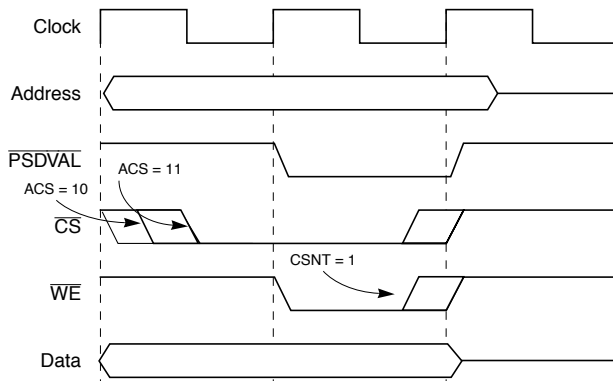 Clock
Address
PSDVAL
ACS = 11
ACS = 10
CS
CSNT = 1
WE
Data